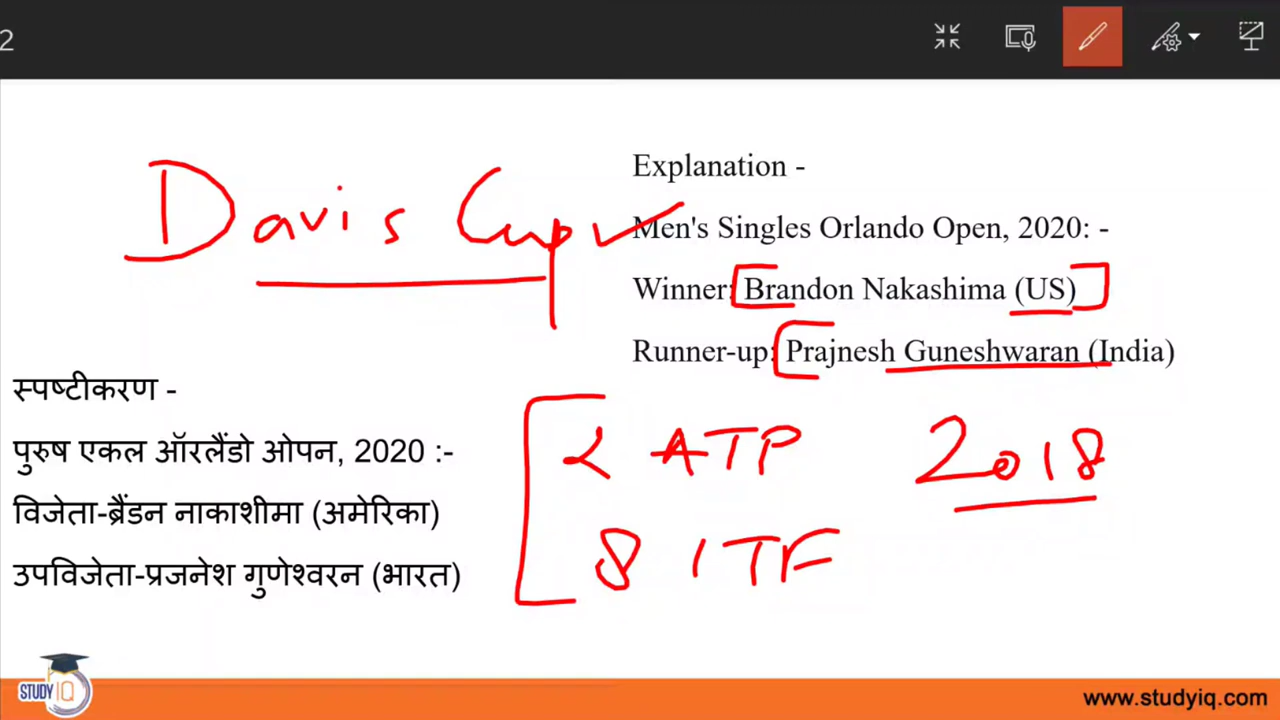 2
Davis Cup
Explanation -
Men's Singles Orlando Open, 2020: -
Winner: Brandon Nakashima (US)
Runner-up: Prajnesh Guneshwaran (India)
स्पष्टीकरण -
पुरुष एकल ऑरलैंडो ओपन, 2020 :-
विजेता-ब्रैंडन नाकाशीमा (अमेरिका)
उपविजेता-प्रजनेश गुणेश्वरन (भारत)
2 ATP 2018
8 ITF
STUDY IQ
www.studyiq.com